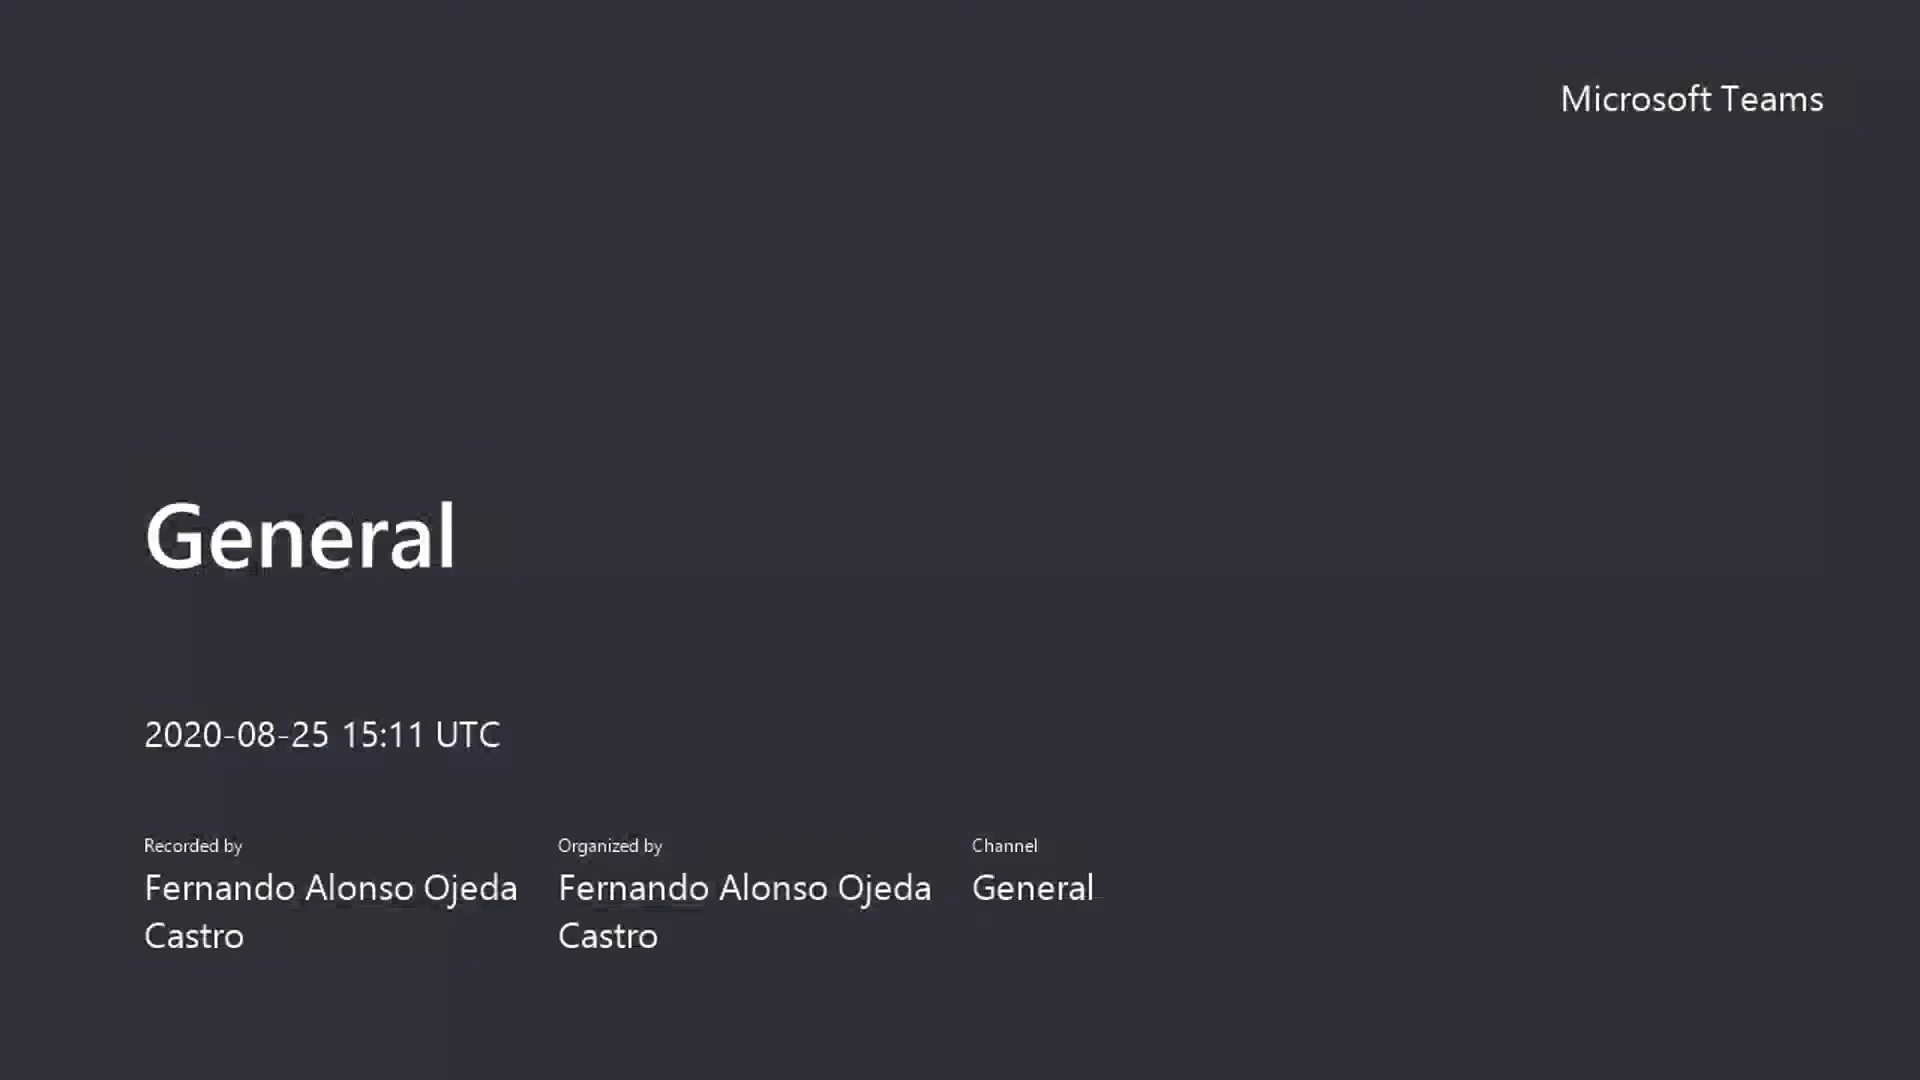 Microsoft Teams
General
2020-08-25 15:11 UTC
Recorded by
Fernando Alonso Ojeda
Castro
Organized by
Fernando Alonso Ojeda
Castro
Channel
General